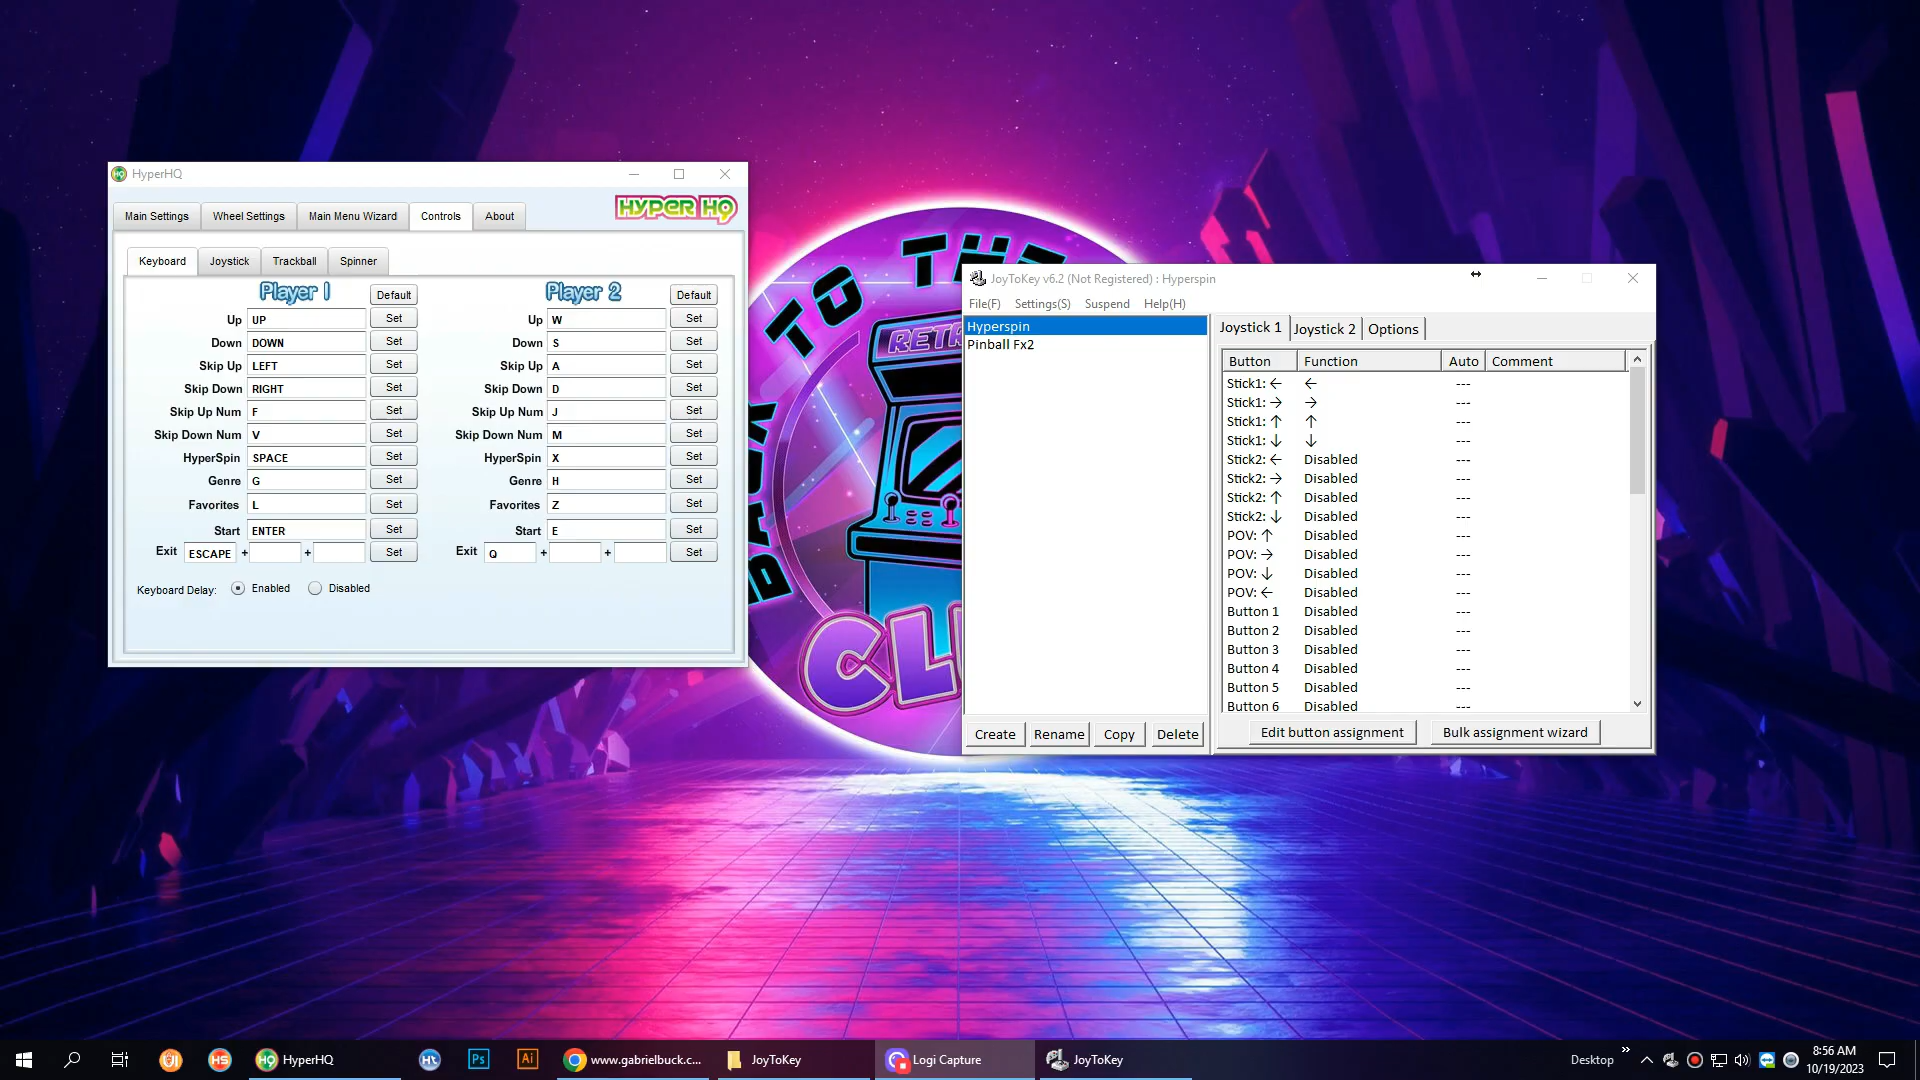 HyperHQ
Main Settings
Wheel Settings
Main Menu Wizard
Controls
About
HYPER HQ
Keyboard
Joystick
Trackball
Spinner
Player 1
Default
Up UP Set
Down DOWN Set
Skip Up LEFT Set
Skip Down RIGHT Set
Skip Up Num F Set
Skip Down Num V Set
HyperSpin SPACE Set
Genre G Set
Favorites L Set
Start ENTER Set
Exit ESCAPE + + Set
Player 2
Default
Up W Set
Down S Set
Skip Up A Set
Skip Down D Set
Skip Up Num J Set
Skip Down Num M Set
HyperSpin X Set
Genre H Set
Favorites Z Set
Start E Set
Exit Q + + Set
Keyboard Delay: Enabled Disabled
TO
CL
JoyToKey v6.2 (Not Registered) : Hyperspin
File(F) Settings(S) Suspend Help(H)
Hyperspin
Pinball Fx2
Create Rename Copy Delete
Joystick 1 Joystick 2 Options
Button Function Auto Comment
Stick1: ← ← ---
Stick1: → → ---
Stick1: ↑ ↑ ---
Stick1: ↓ ↓ ---
Stick2: ← Disabled ---
Stick2: → Disabled ---
Stick2: ↑ Disabled ---
Stick2: ↓ Disabled ---
POV: ↑ Disabled ---
POV: → Disabled ---
POV: ↓ Disabled ---
POV: ← Disabled ---
Button 1 Disabled ---
Button 2 Disabled ---
Button 3 Disabled ---
Button 4 Disabled ---
Button 5 Disabled ---
Button 6 Disabled ---
Edit button assignment Bulk assignment wizard
HS
HQ HyperHQ
Ht
Ps
Ai
www.gabrielbuck.c...
JoyToKey
Logi Capture
JoyToKey
Desktop
8:56 AM
10/19/2023